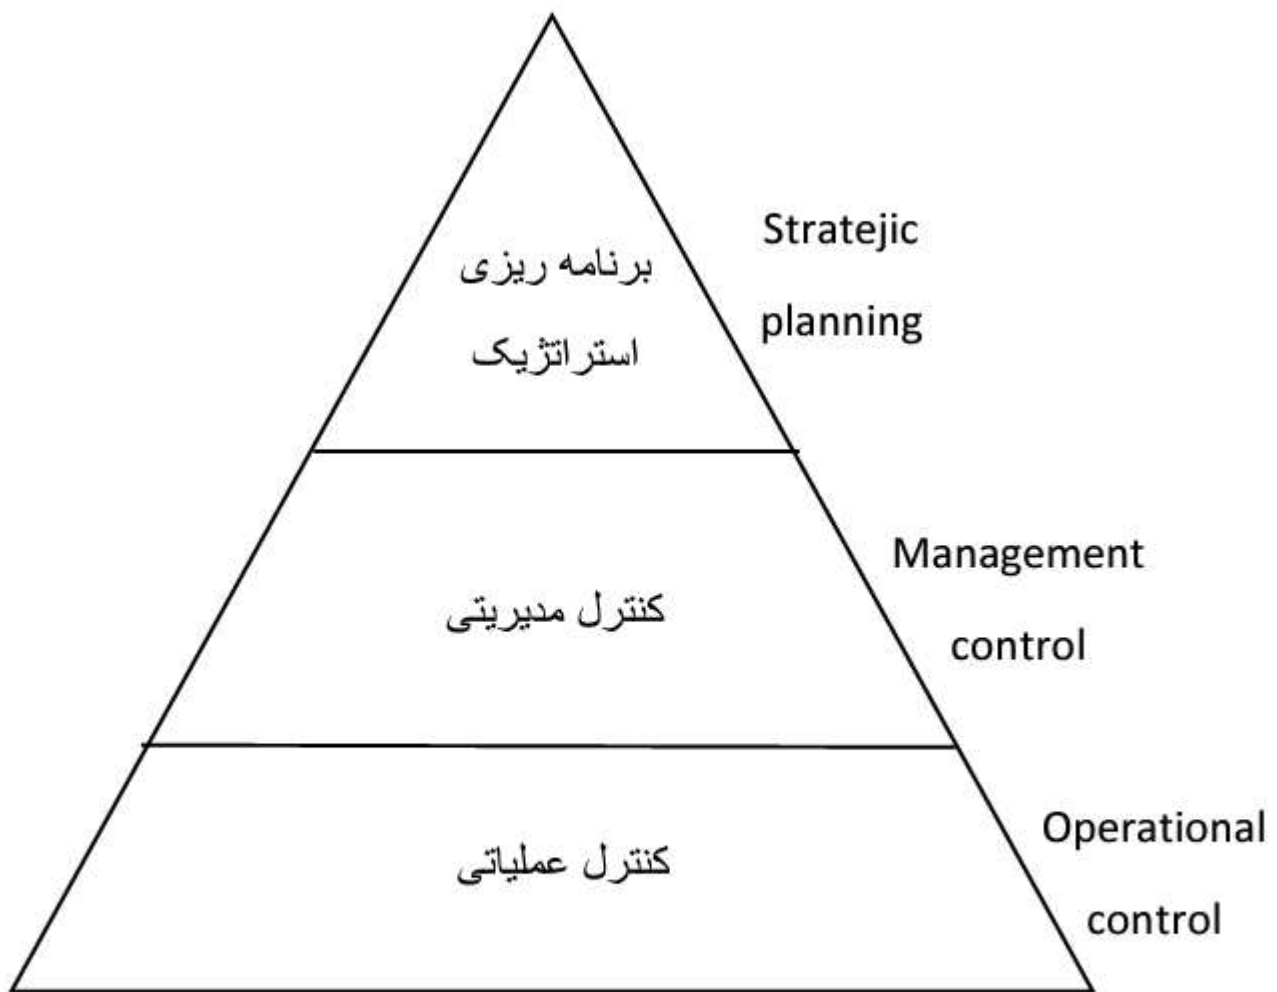 برنامه ریزی
استراتژیک
Stratejic
planning
کنترل مدیریتی
Management
control
کنترل عملیاتی
Operational
control